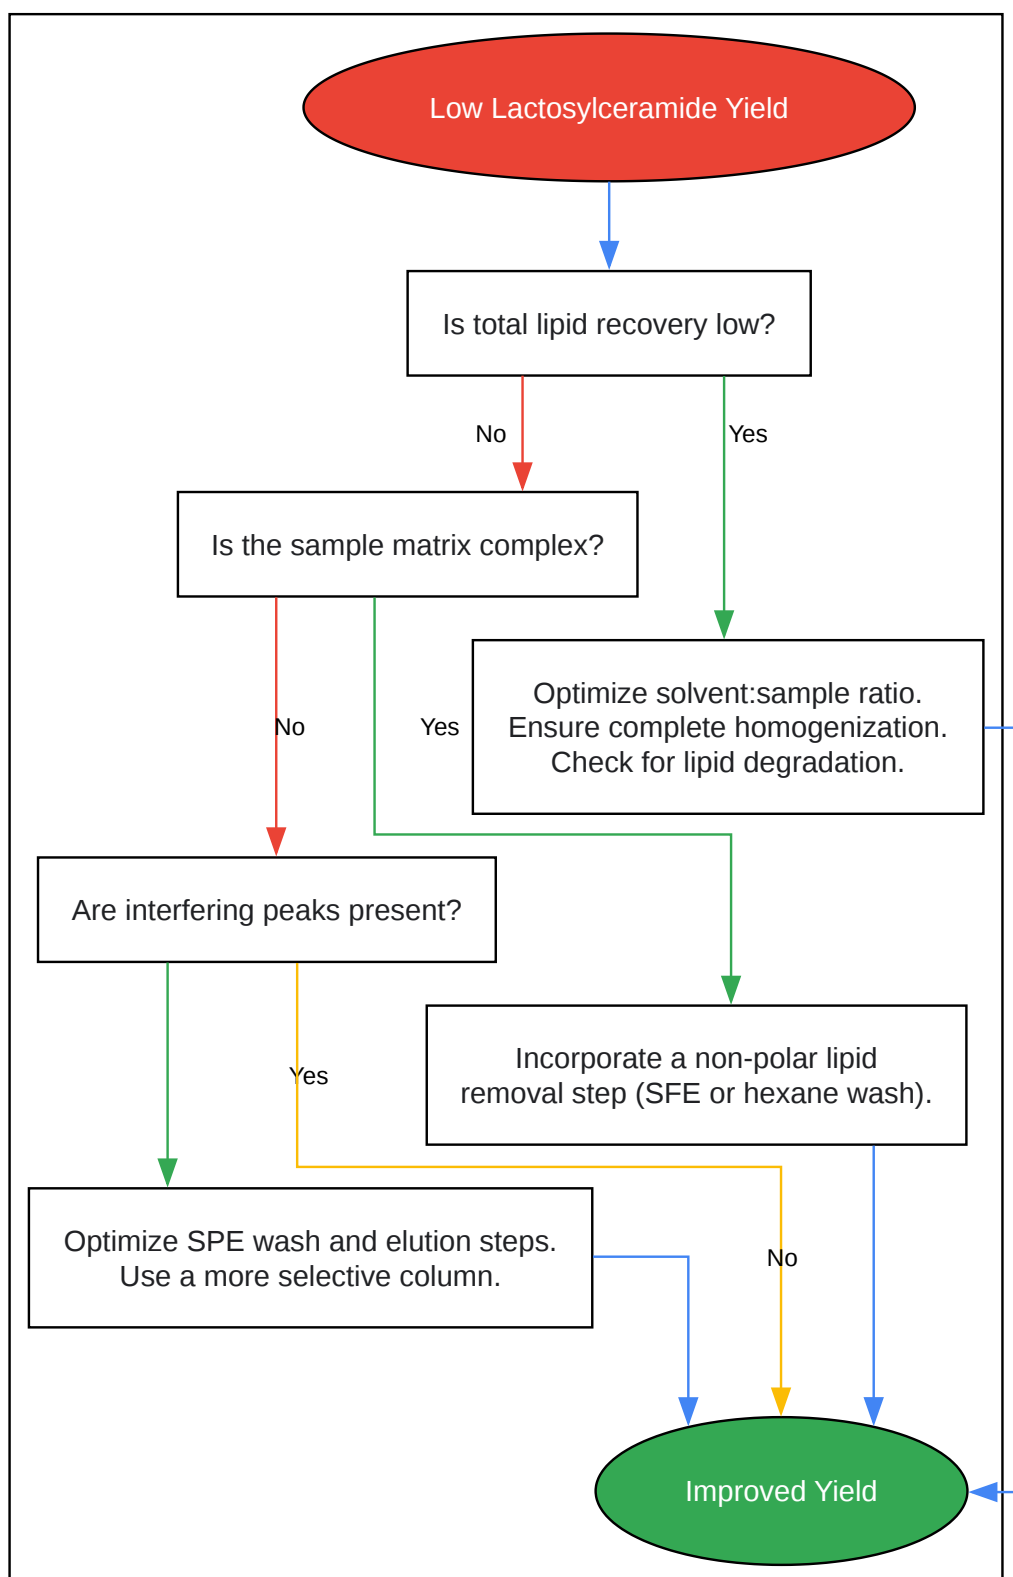 Low Lactosylceramide Yield
Is total lipid recovery low?
No
Yes
Is the sample matrix complex?
No
Yes
Optimize solvent:sample ratio.
Ensure complete homogenization.
Check for lipid degradation.
Are interfering peaks present?
Yes
Incorporate a non-polar lipid
removal step (SFE or hexane wash).
Optimize SPE wash and elution steps.
Use a more selective column.
No
Improved Yield